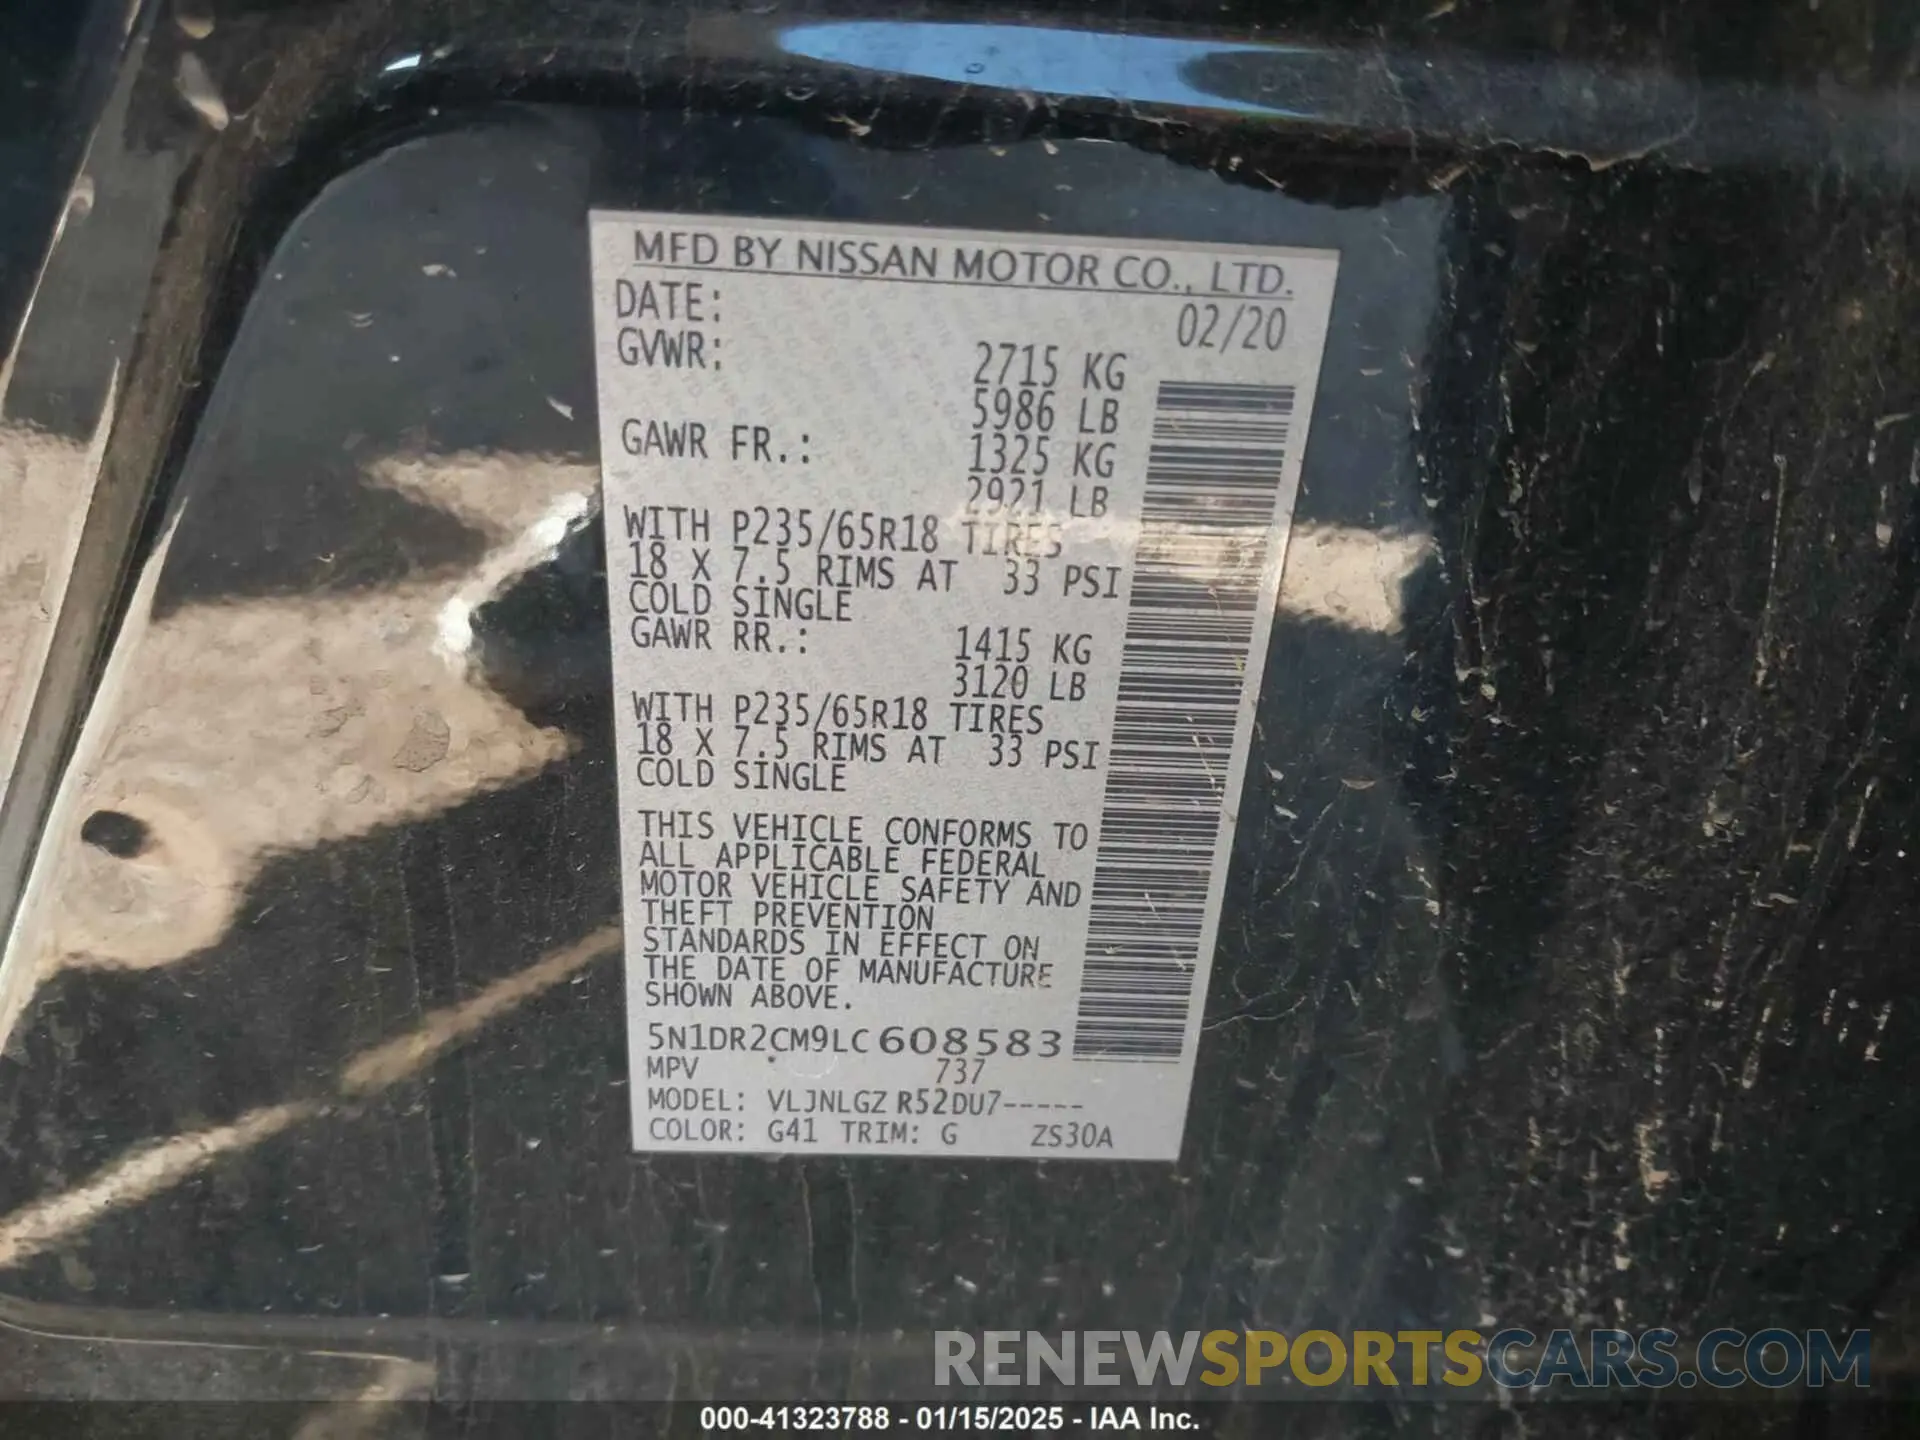 MFD BY NISSAN MOTOR CO., LTD.
DATE: 02/20
GVWR: 2715 KG
5986 LB
GAWR FR.: 1325 KG
2921 LB
WITH P235/65R18 TIRES
18 X 7.5 RIMS AT 33 PSI
COLD SINGLE
GAWR RR.: 1415 KG
3120 LB
WITH P235/65R18 TIRES
18 X 7.5 RIMS AT 33 PSI
COLD SINGLE
THIS VEHICLE CONFORMS TO
ALL APPLICABLE FEDERAL
MOTOR VEHICLE SAFETY AND
THEFT PREVENTION
STANDARDS IN EFFECT ON
THE DATE OF MANUFACTURE
SHOWN ABOVE.
5N1DR2CM9LC608583
MPV 737
MODEL: VLJNLGZ R52DU7-----
COLOR: G41 TRIM: G ZS30A
RENEWSPORTSCARS.COM
000-41323788 - 01/15/2025 - IAA Inc.